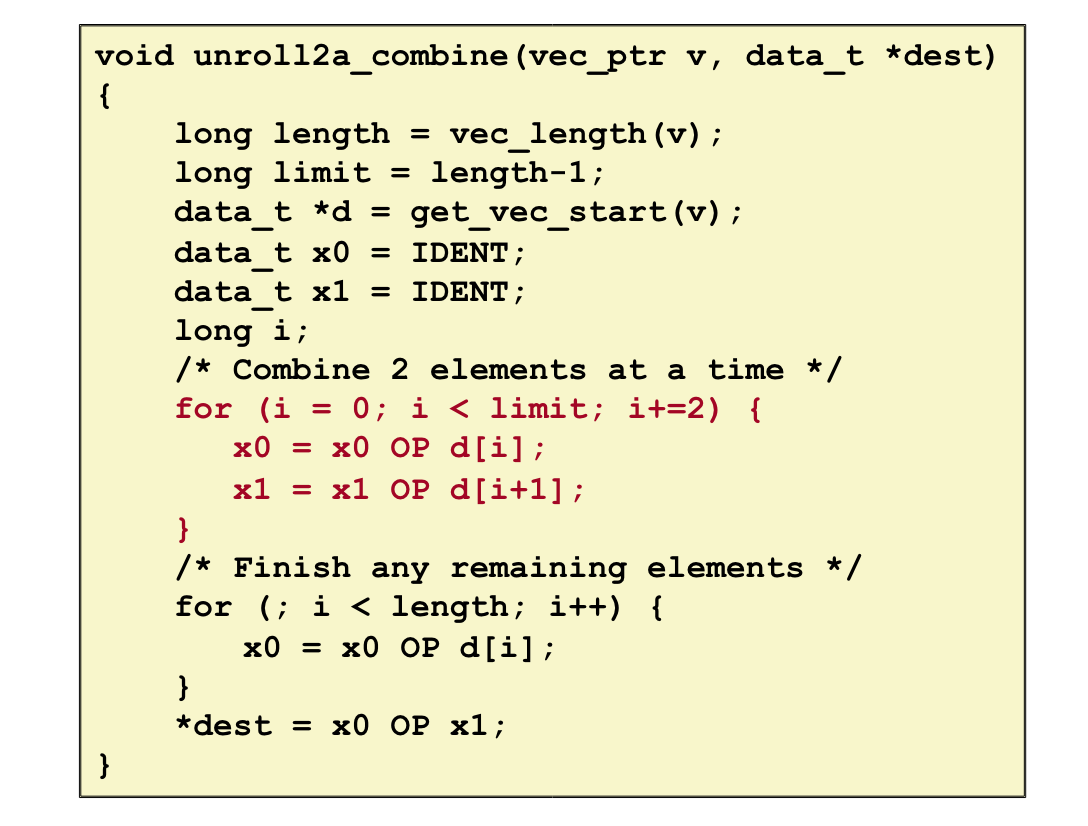 void unroll2a_combine(vec_ptr v, data_t *dest)
{
    long length = vec_length(v);
    long limit = length-1;
    data_t *d = get_vec_start(v);
    data_t x0 = IDENT;
    data_t x1 = IDENT;
    long i;
    /* Combine 2 elements at a time */
    for (i = 0; i < limit; i+=2) {
       x0 = x0 OP d[i];
       x1 = x1 OP d[i+1];
    }
    /* Finish any remaining elements */
    for (; i < length; i++) {
        x0 = x0 OP d[i];
    }
    *dest = x0 OP x1;
}